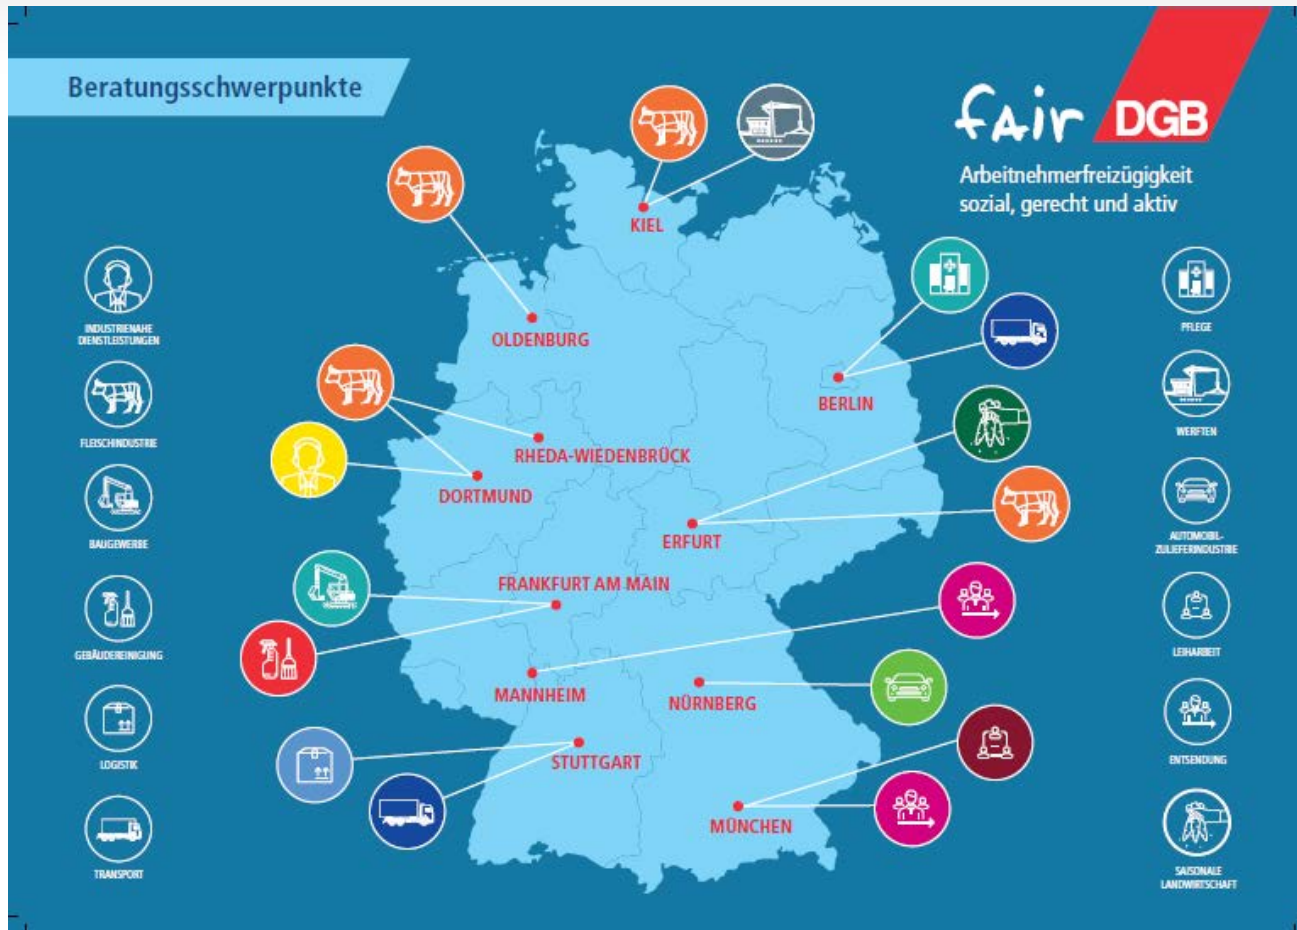 Beratungsschwerpunkte
fair DGB
Arbeitnehmerfreizügigkeit
sozial, gerecht und aktiv
INDUSTRIENAHE
DIENSTLEISTUNGEN
FLEISCHINDUSTRIE
BAUGEWERBE
GEBÄUDEREINIGUNG
LOGISTIK
TRANSPORT
KIEL
OLDENBURG
BERLIN
RHEDA-WIEDENBRÜCK
DORTMUND
ERFURT
FRANKFURT AM MAIN
MANNHEIM
NÜRNBERG
STUTTGART
MÜNCHEN
PFLEGE
WERFTEN
AUTOMOBIL-
ZULIEFERINDUSTRIE
LEIHARBEIT
ENTSENDUNG
SAISONALE
LANDWIRTSCHAFT